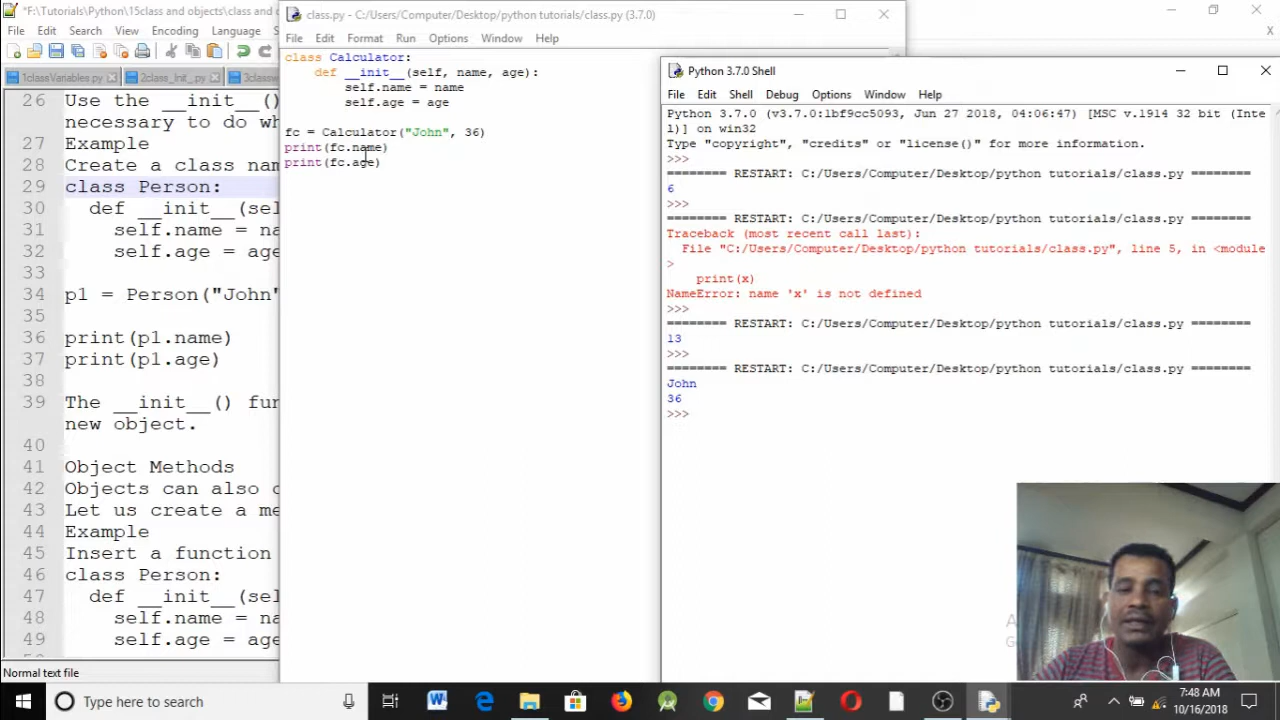 *F:\Tutorials\Python\15class and objects\class and o
File Edit Search View Encoding Language
1classVariables.py 2class_Init_.py
26 Use the __init__()
necessary to do wh
27 Example
28 Create a class nam
29 class Person:
30 def __init__(sel
31 self.name = na
32 self.age = age
33
34 p1 = Person("John"
35
36 print(p1.name)
37 print(p1.age)
38
39 The __init__() fun
new object.
40
41 Object Methods
42 Objects can also c
43 Let us create a me
44 Example
45 Insert a function
46 class Person:
47 def __init__(sel
48 self.name = na
49 self.age = age
Normal text file
class.py - C:/Users/Computer/Desktop/python tutorials/class.py (3.7.0)
File Edit Format Run Options Window Help
class Calculator:
def __init__(self, name, age):
self.name = name
self.age = age
fc = Calculator("John", 36)
print(fc.name)
print(fc.age)
Python 3.7.0 Shell
File Edit Shell Debug Options Window Help
Python 3.7.0 (v3.7.0:1bf9cc5093, Jun 27 2018, 04:06:47) [MSC v.1914 32 bit (Inte
l)] on win32
Type "copyright", "credits" or "license()" for more information.
>>>
======== RESTART: C:/Users/Computer/Desktop/python tutorials/class.py ========
6
>>>
======== RESTART: C:/Users/Computer/Desktop/python tutorials/class.py ========
Traceback (most recent call last):
File "C:/Users/Computer/Desktop/python tutorials/class.py", line 5, in <module
>
print(x)
NameError: name 'x' is not defined
>>>
======== RESTART: C:/Users/Computer/Desktop/python tutorials/class.py ========
13
>>>
======== RESTART: C:/Users/Computer/Desktop/python tutorials/class.py ========
John
36
>>>
Type here to search
7:48 AM
10/16/2018